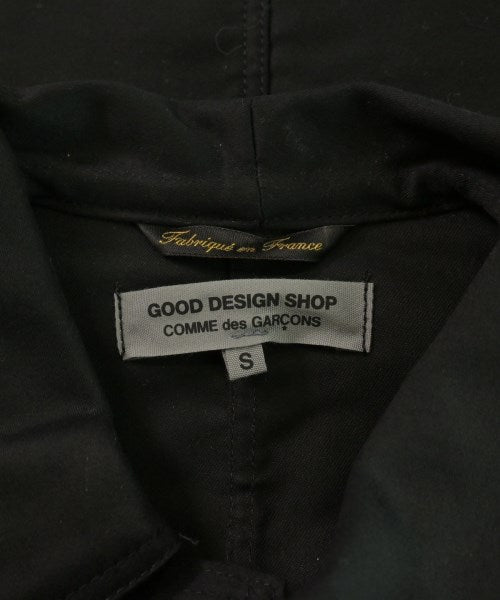 Fabriqué en France
GOOD DESIGN SHOP
COMME des GARÇONS
S